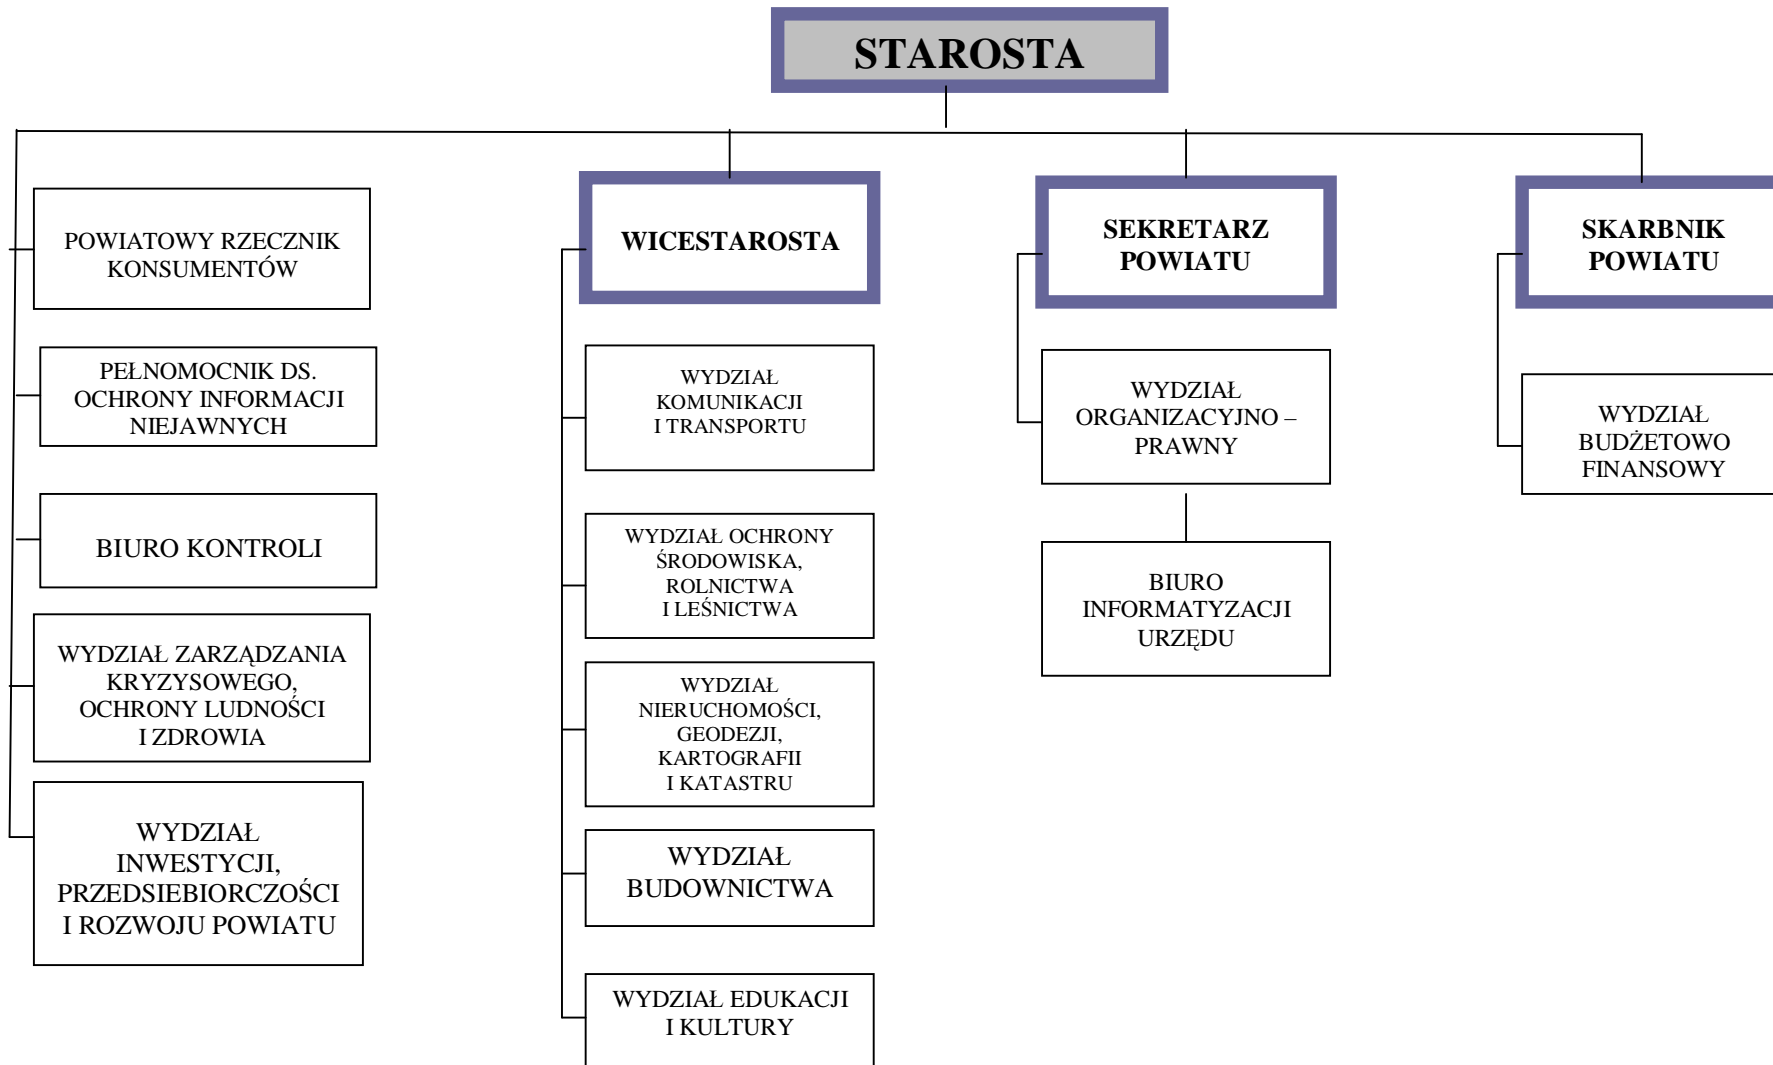 STAROSTA
POWIATOWY RZECZNIK
KONSUMENTÓW
PEŁNOMOCNIK DS.
OCHRONY INFORMACJI
NIEJAWNYCH
BIURO KONTROLI
WYDZIAŁ ZARZĄDZANIA
KRYZYSOWEGO,
OCHRONY LUDNOŚCI
I ZDROWIA
WYDZIAŁ
INWESTYCJI,
PRZEDSIEBIORCZOŚCI
I ROZWOJU POWIATU
WICESTAROSTA
WYDZIAŁ
KOMUNIKACJI
I TRANSPORTU
WYDZIAŁ OCHRONY
ŚRODOWISKA,
ROLNICTWA
I LEŚNICTWA
WYDZIAŁ
NIERUCHOMOŚCI,
GEODEZJI,
KARTOGRAFII
I KATASTRU
WYDZIAŁ
BUDOWNICTWA
WYDZIAŁ EDUKACJI
I KULTURY
SEKRETARZ
POWIATU
WYDZIAŁ
ORGANIZACYJNO –
PRAWNY
BIURO
INFORMATYZACJI
URZĘDU
SKARBNIK
POWIATU
WYDZIAŁ
BUDŻETOWO
FINANSOWY